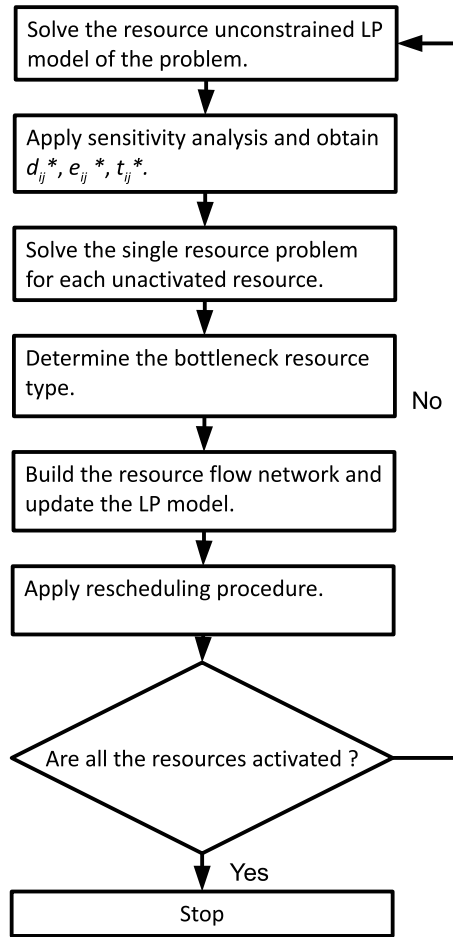 Solve the resource unconstrained LP
model of the problem.
Apply sensitivity analysis and obtain
d_ij*, e_ij *, t_ij*.
Solve the single resource problem
for each unactivated resource.
Determine the bottleneck resource
type.
No
Build the resource flow network and
update the LP model.
Apply rescheduling procedure.
Are all the resources activated ?
Yes
Stop